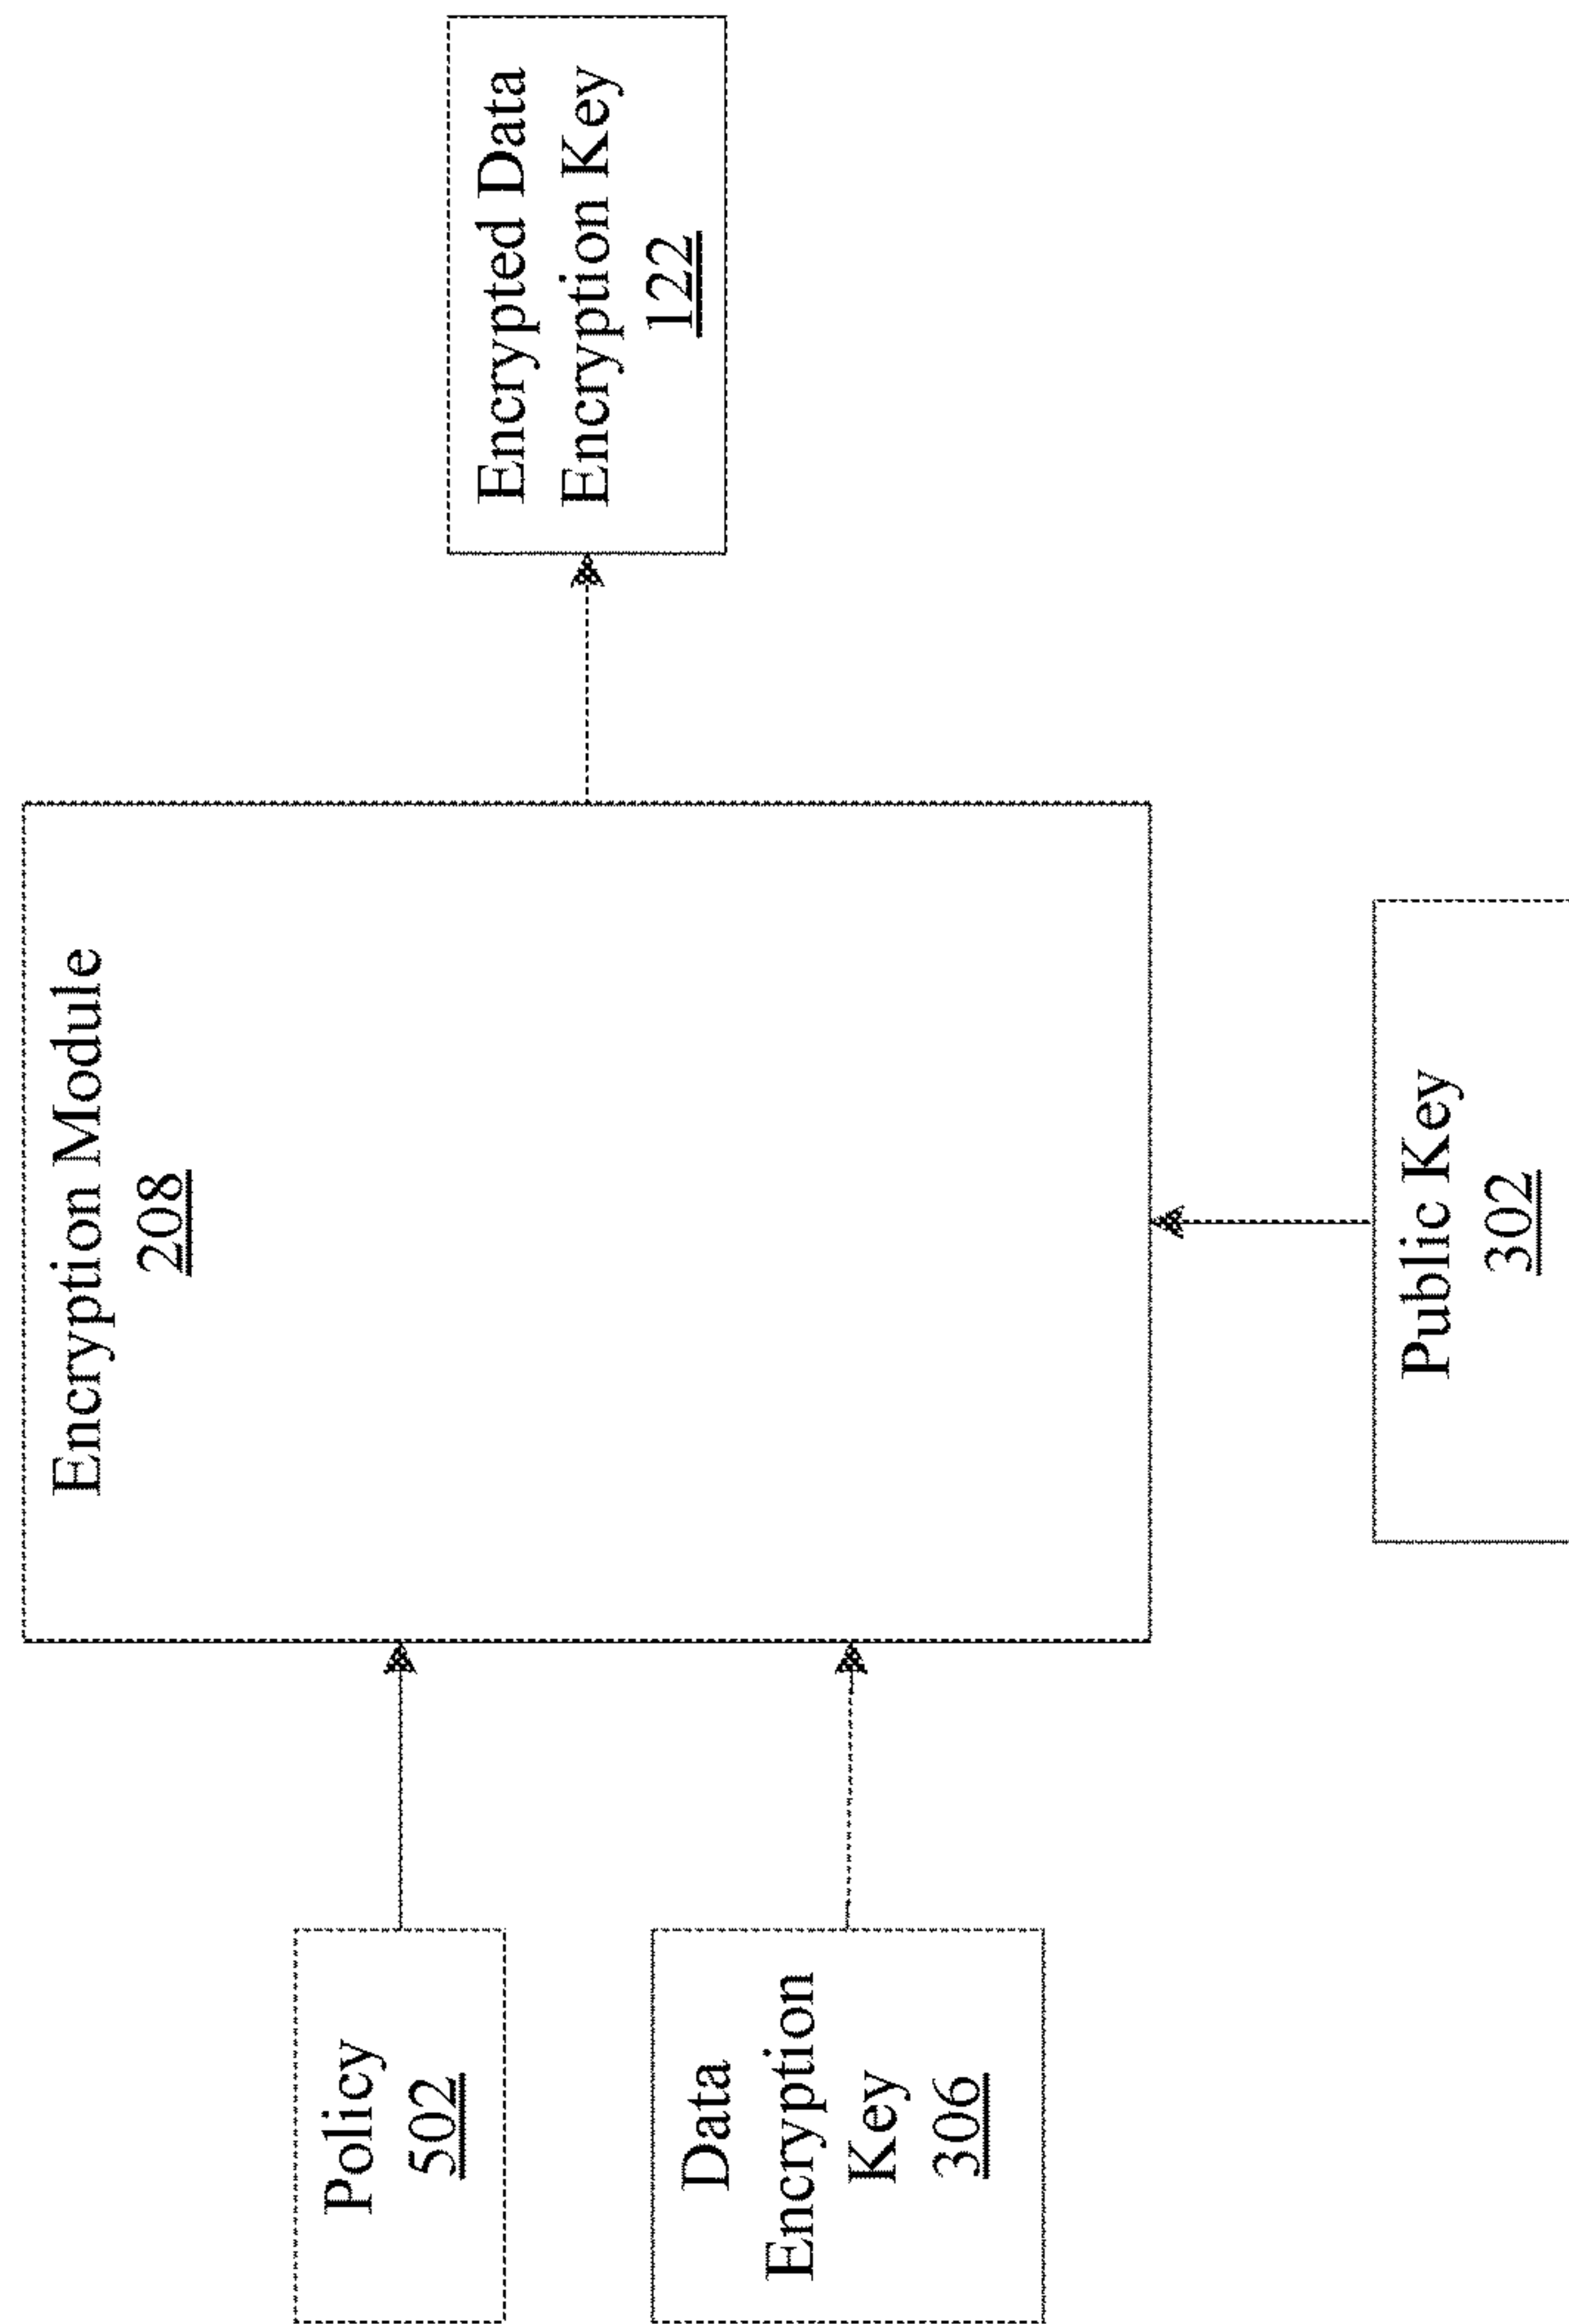 Policy
502
Data
Encryption
Key
306
Encryption Module
208
Public Key
302
Encrypted Data
Encryption Key
122